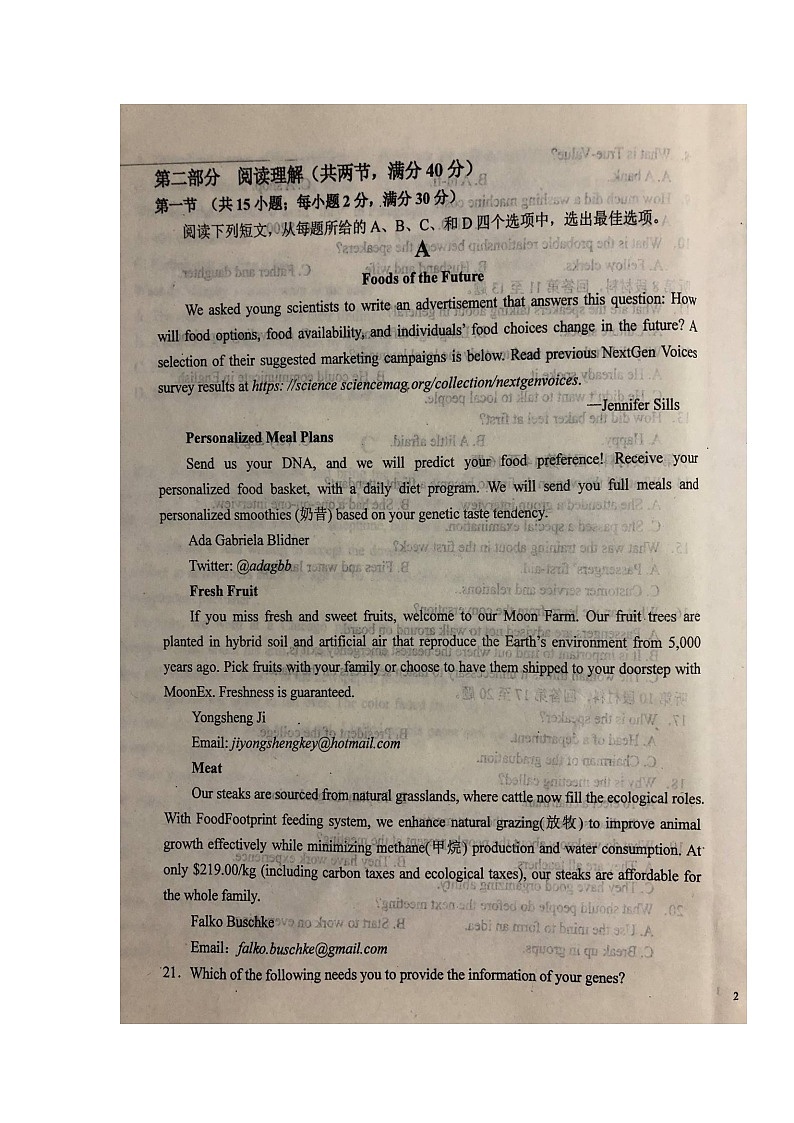 第二部分 阅读理解（共两节，满分 40 分）
第一节 （共 15 小题；每小题 2 分，满分 30 分）
阅读下列短文，从每题所给的 A、B、C、和 D 四个选项中，选出最佳选项。
A
Foods of the Future
We asked young scientists to write an advertisement that answers this question: How
will food options, food availability, and individuals' food choices change in the future? A
selection of their suggested marketing campaigns is below. Read previous NextGen Voices
survey results at https: //science sciencemag.org/collection/nextgenvoices.
—Jennifer Sills
Personalized Meal Plans
Send us your DNA, and we will predict your food preference! Receive your
personalized food basket, with a daily diet program. We will send you full meals and
personalized smoothies (奶昔) based on your genetic taste tendency.
Ada Gabriela Blidner
Twitter: @adagbb
Fresh Fruit
If you miss fresh and sweet fruits, welcome to our Moon Farm. Our fruit trees are
planted in hybrid soil and artificial air that reproduce the Earth's environment from 5,000
years ago. Pick fruits with your family or choose to have them shipped to your doorstep with
MoonEx. Freshness is guaranteed.
Yongsheng Ji
Email: jiyongshengkey@hotmail.com
Meat
Our steaks are sourced from natural grasslands, where cattle now fill the ecological roles.
With FoodFootprint feeding system, we enhance natural grazing(放牧) to improve animal
growth effectively while minimizing methane(甲烷) production and water consumption. At
only $219.00/kg (including carbon taxes and ecological taxes), our steaks are affordable for
the whole family.
Falko Buschke
Email: falko.buschke@gmail.com
21. Which of the following needs you to provide the information of your genes?
2